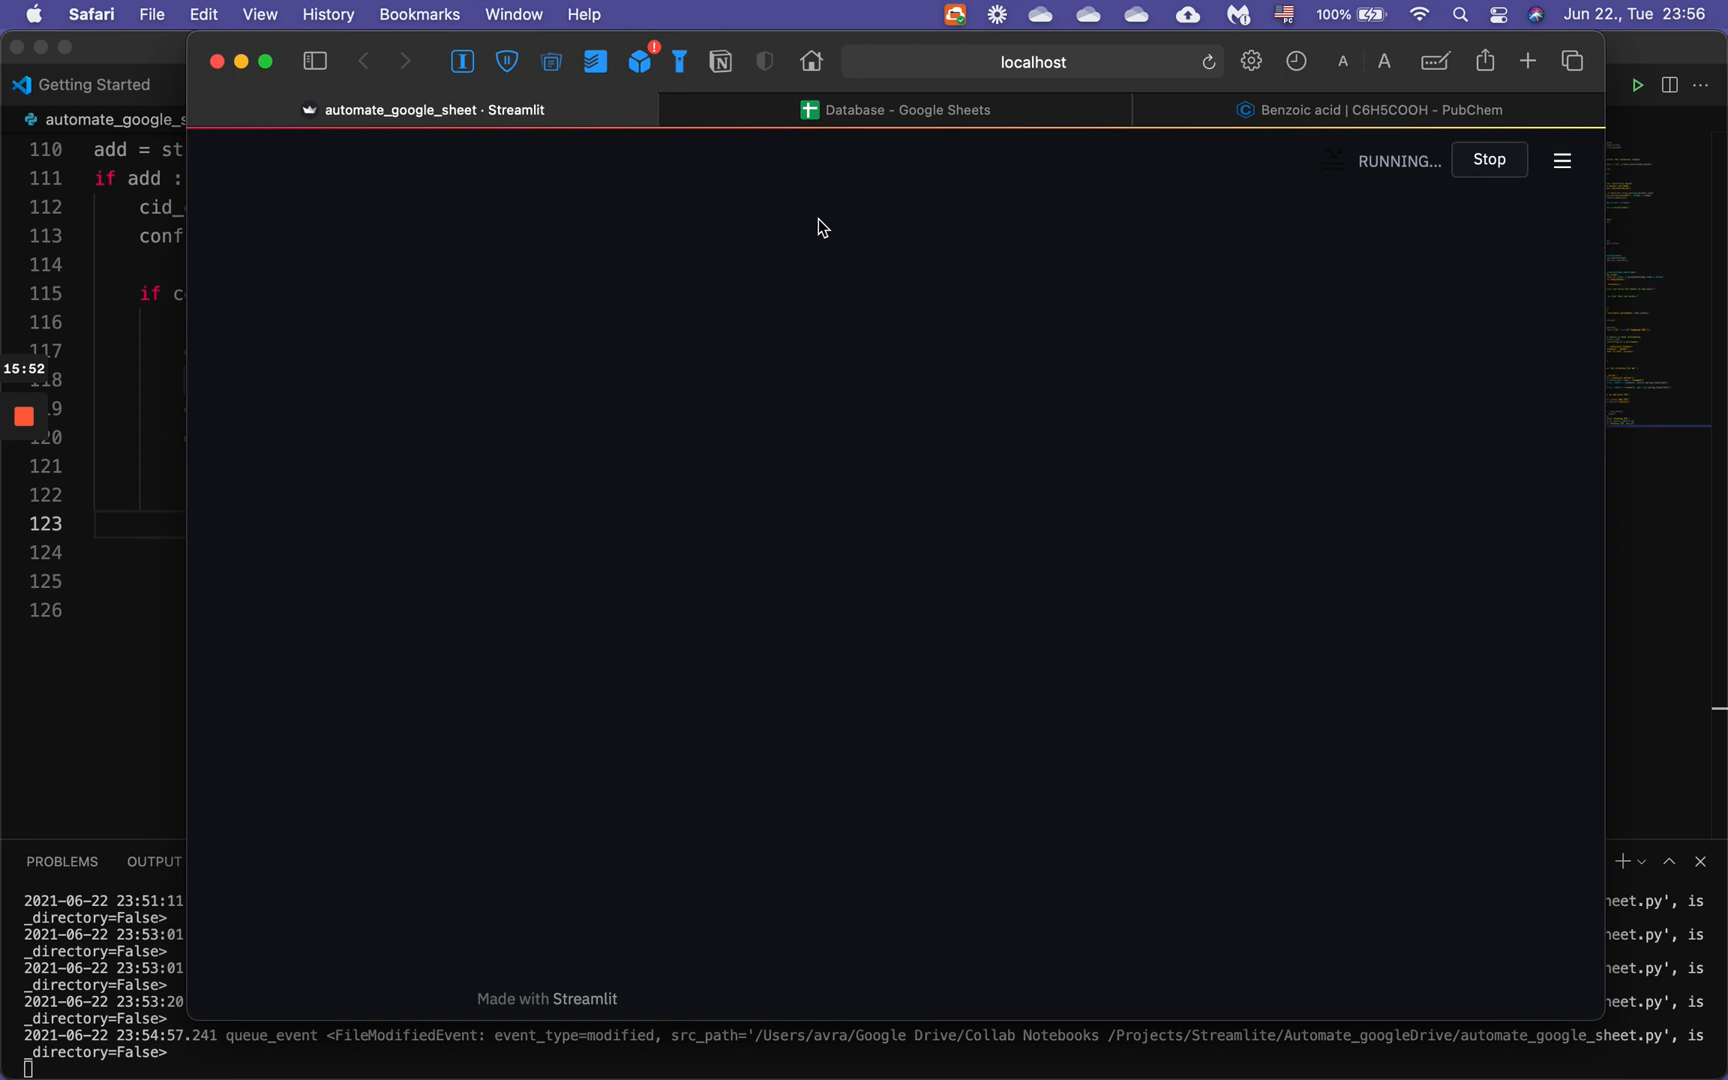 Safari File Edit View History Bookmarks Window Help 100% Jun 22., Tue 23:56
localhost
Getting Started
automate_google_sheet · Streamlit
Database - Google Sheets
Benzoic acid | C6H5COOH - PubChem
automate_google_s
RUNNING...
Stop
110 add = st
111 if add :
112 cid_
113 conf
114
115 if c
116
117
15:52
120
121
122
123
124
125
126
PROBLEMS OUTPUT
2021-06-22 23:51:11 heet.py', is
_directory=False>
2021-06-22 23:53:01 heet.py', is
_directory=False>
2021-06-22 23:53:01 heet.py', is
_directory=False>
2021-06-22 23:53:20 heet.py', is
_directory=False>
Made with Streamlit
2021-06-22 23:54:57.241 queue_event <FileModifiedEvent: event_type=modified, src_path='/Users/avra/Google Drive/Collab Notebooks /Projects/Streamlite/Automate_googleDrive/automate_google_sheet.py', is
_directory=False>